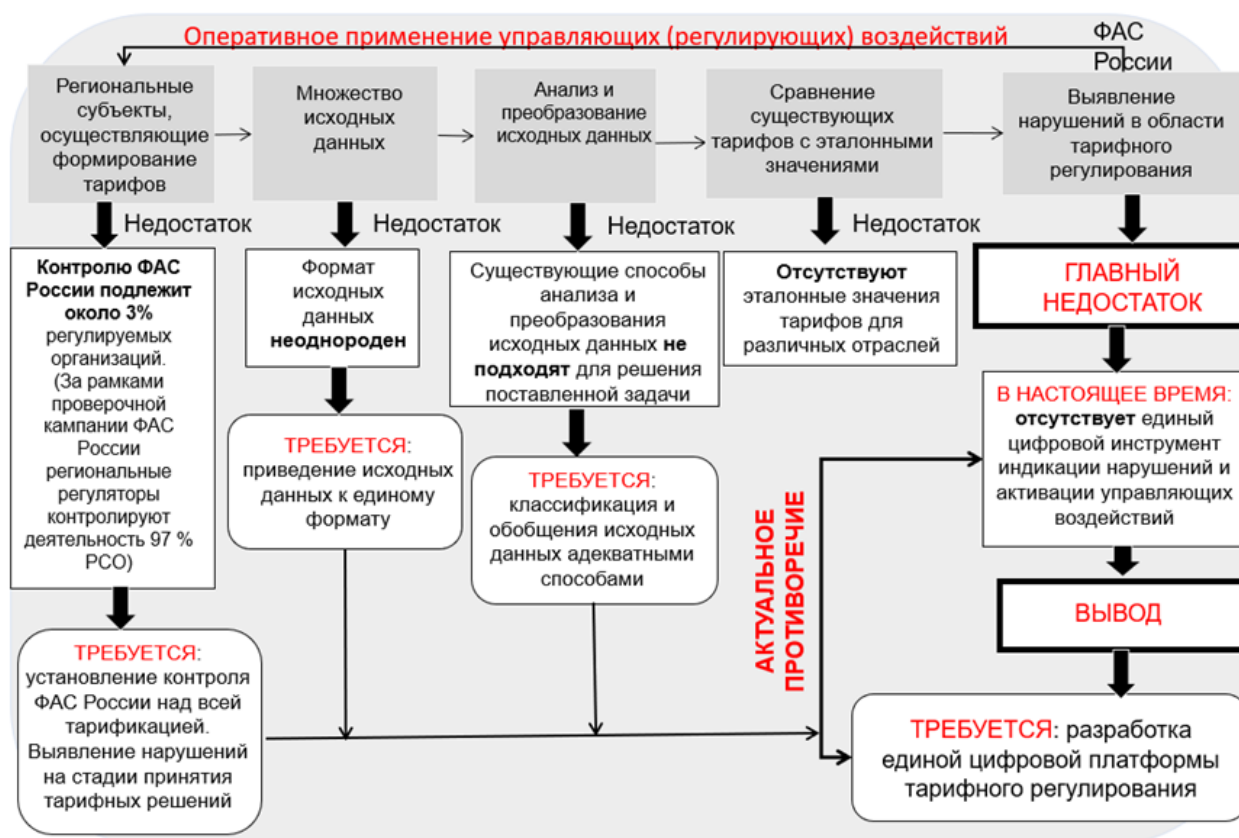 Оперативное применение управляющих (регулирующих) воздействий
ФАС
России
Региональные
субъекты,
осуществляющие
формирование
тарифов
Множество
исходных
данных
Анализ и
преобразование
исходных данных
Сравнение
существующих
тарифов с эталонными
значениями
Выявление
нарушений в области
тарифного
регулирования
Недостаток
Недостаток
Недостаток
Недостаток
Контролю ФАС
России подлежит
около 3%
регулируемых
организаций.
(За рамками
проверочной
кампании ФАС
России
региональные
регуляторы
контролируют
деятельность 97 %
РСО)
Формат
исходных
данных
неоднороден
Существующие способы
анализа и
преобразования
исходных данных не
подходят для решения
поставленной задачи
Отсутствуют
эталонные значения
тарифов для
различных отраслей
ГЛАВНЫЙ
НЕДОСТАТОК
ТРЕБУЕТСЯ:
приведение исходных
данных к единому
формату
ТРЕБУЕТСЯ:
классификация и
обобщения исходных
данных адекватными
способами
В НАСТОЯЩЕЕ ВРЕМЯ:
отсутствует единый
цифровой инструмент
индикации нарушений и
активации управляющих
воздействий
АКТУАЛЬНОЕ
ПРОТИВОРЕЧИЕ
ВЫВОД
ТРЕБУЕТСЯ:
установление контроля
ФАС России над всей
тарификацией.
Выявление нарушений
на стадии принятия
тарифных решений
ТРЕБУЕТСЯ: разработка
единой цифровой платформы
тарифного регулирования